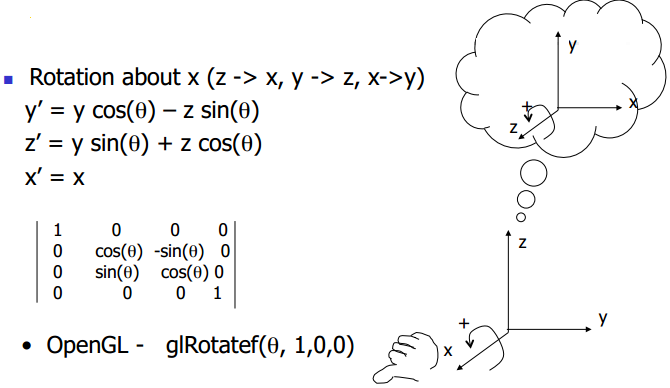 Rotation about x (z -> x, y -> z, x->y)
y’ = y cos(θ) – z sin(θ)
z’ = y sin(θ) + z cos(θ)
x’ = x
1 0 0 0
0 cos(θ) -sin(θ) 0
0 sin(θ) cos(θ) 0
0 0 0 1
OpenGL - glRotatef(θ, 1,0,0)
y
+
x
z
z
+
y
x